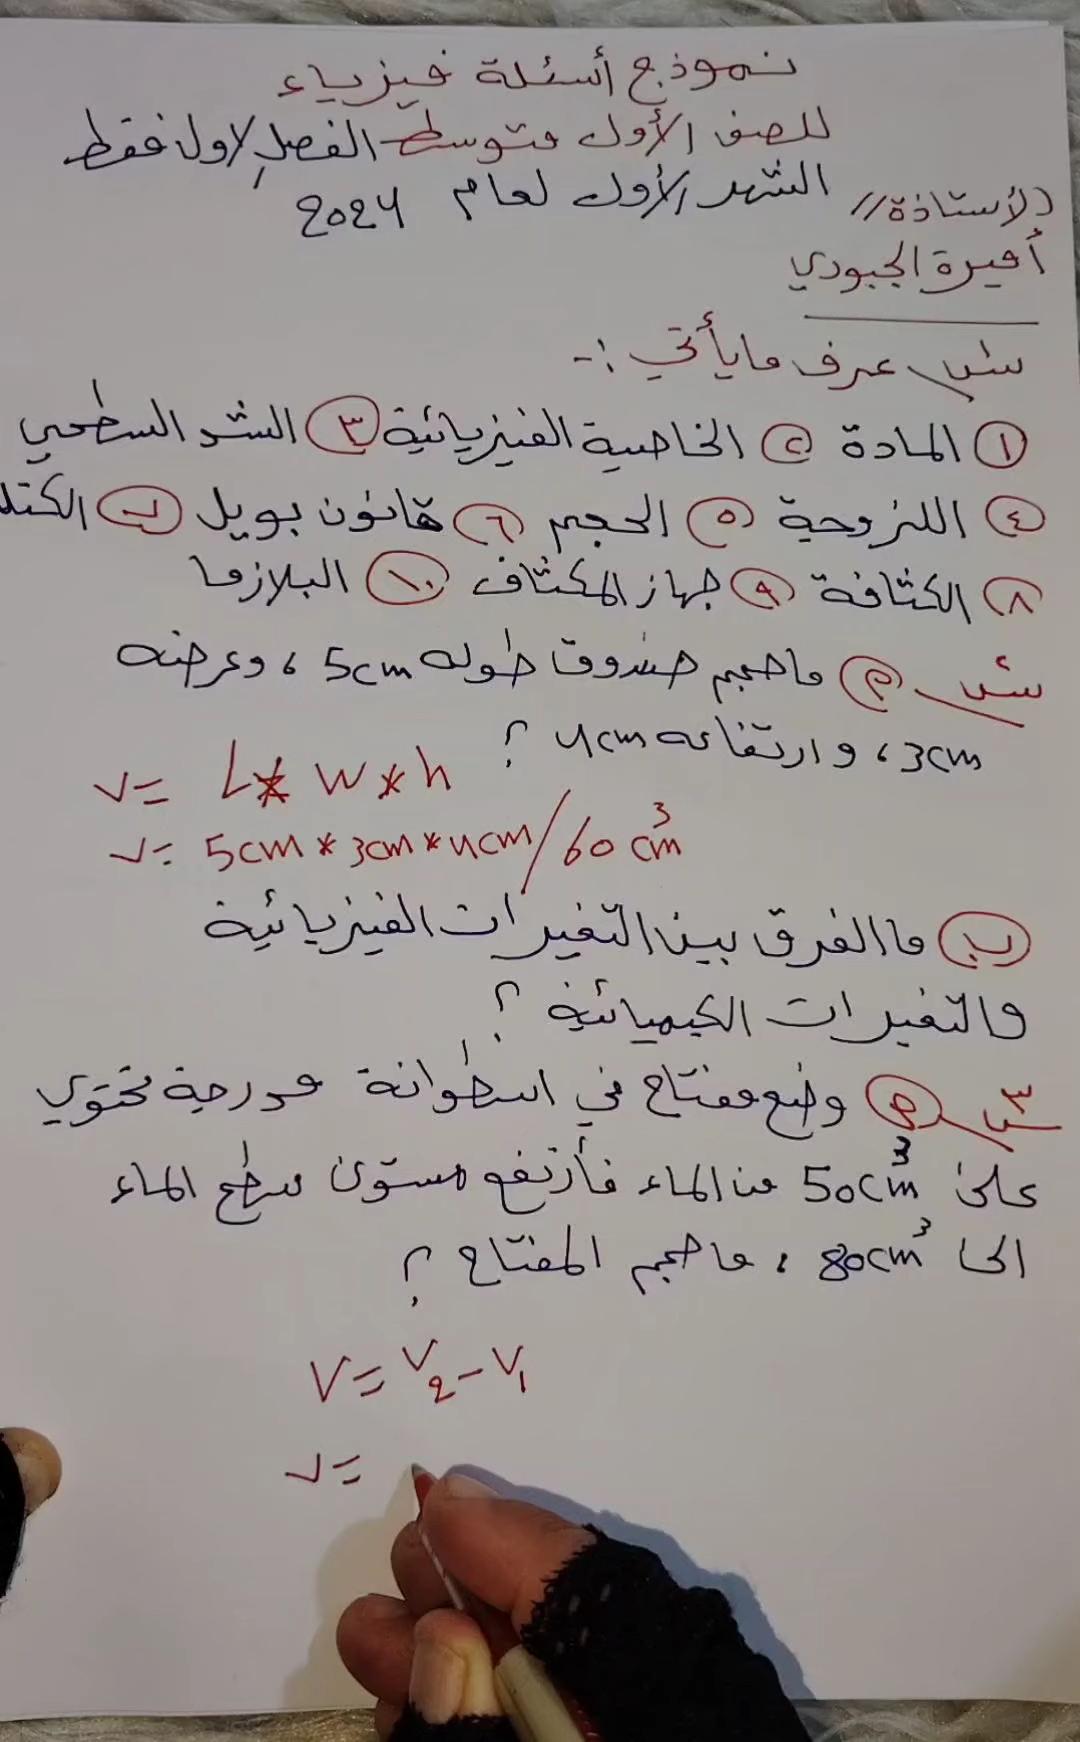 نموذج أسئلة فيزياء
للصف الأول متوسط الفصل الاول فقط
الشهر الأول لعام 2024
الأستاذة //
أميرة الجبوري
س١ عرف ما يأتي :-
١ المادة ٢ الخاصية الفيزيائية ٣ الشد السطحي
٤ اللزوجة ٥ الحجم ٦ قانون بويل ٧ الكتلة
٨ الكثافة ٩ جهاز المكثاف ١٠ البلازما
س٢ م ما حجم صندوق طوله 5cm ، وعرضه
3cm ، وارتفاعه 4cm ؟
V = L * w * h
V = 5cm * 3cm * 4cm / 60 cm³
ب ما الفرق بين التغيرات الفيزيائية
والتغيرات الكيميائية ؟
س٣ م وضع مفتاح في اسطوانة مدرجة تحتوي
على 50cm³ من الماء فأرتفع مستوى سطح الماء
الى 80cm³ ، ما حجم المفتاح ؟
V = V₂ - V₁
V =